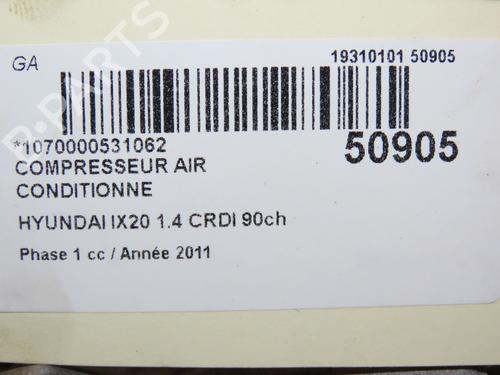 GA
19310101 50905
*1070000531062
50905
COMPRESSEUR AIR
CONDITIONNE
HYUNDAI IX20 1.4 CRDI 90ch
Phase 1 cc / Année 2011
B-PARTS